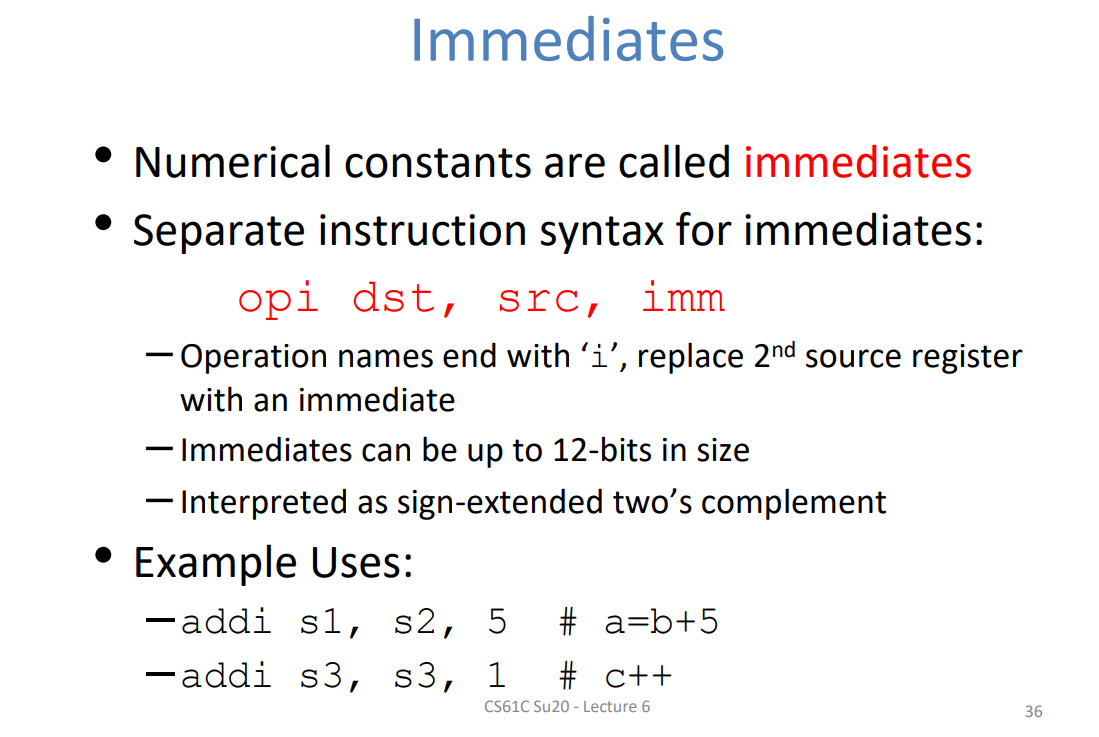 Immediates
• Numerical constants are called immediates
• Separate instruction syntax for immediates:
opi dst, src, imm
– Operation names end with ‘i’, replace 2nd source register
with an immediate
– Immediates can be up to 12-bits in size
– Interpreted as sign-extended two’s complement
• Example Uses:
– addi s1, s2, 5 # a=b+5
– addi s3, s3, 1 # c++
CS61C Su20 - Lecture 6
36